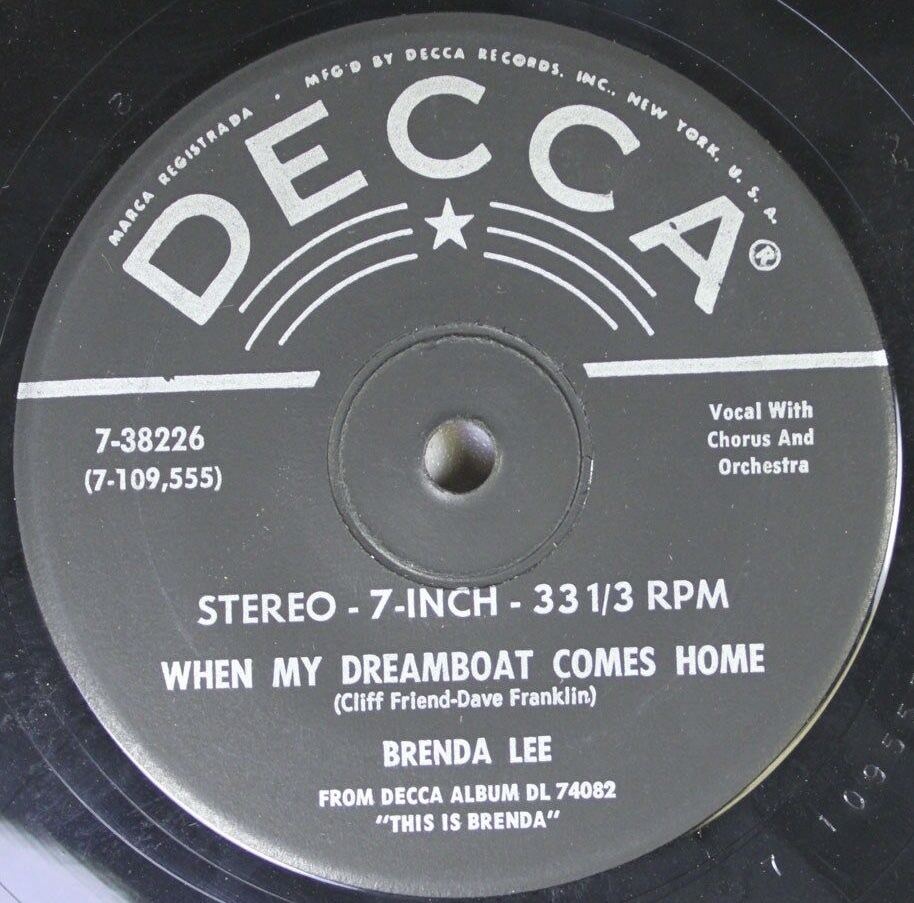 MARCA REGISTRADA • MFG'D BY DECCA RECORDS, INC., NEW YORK, U. S. A.
DECCA
®
7-38226
(7-109,555)
Vocal With
Chorus And
Orchestra
STEREO - 7-INCH - 33 1/3 RPM
WHEN MY DREAMBOAT COMES HOME
(Cliff Friend-Dave Franklin)
BRENDA LEE
FROM DECCA ALBUM DL 74082
"THIS IS BRENDA"
7 1095